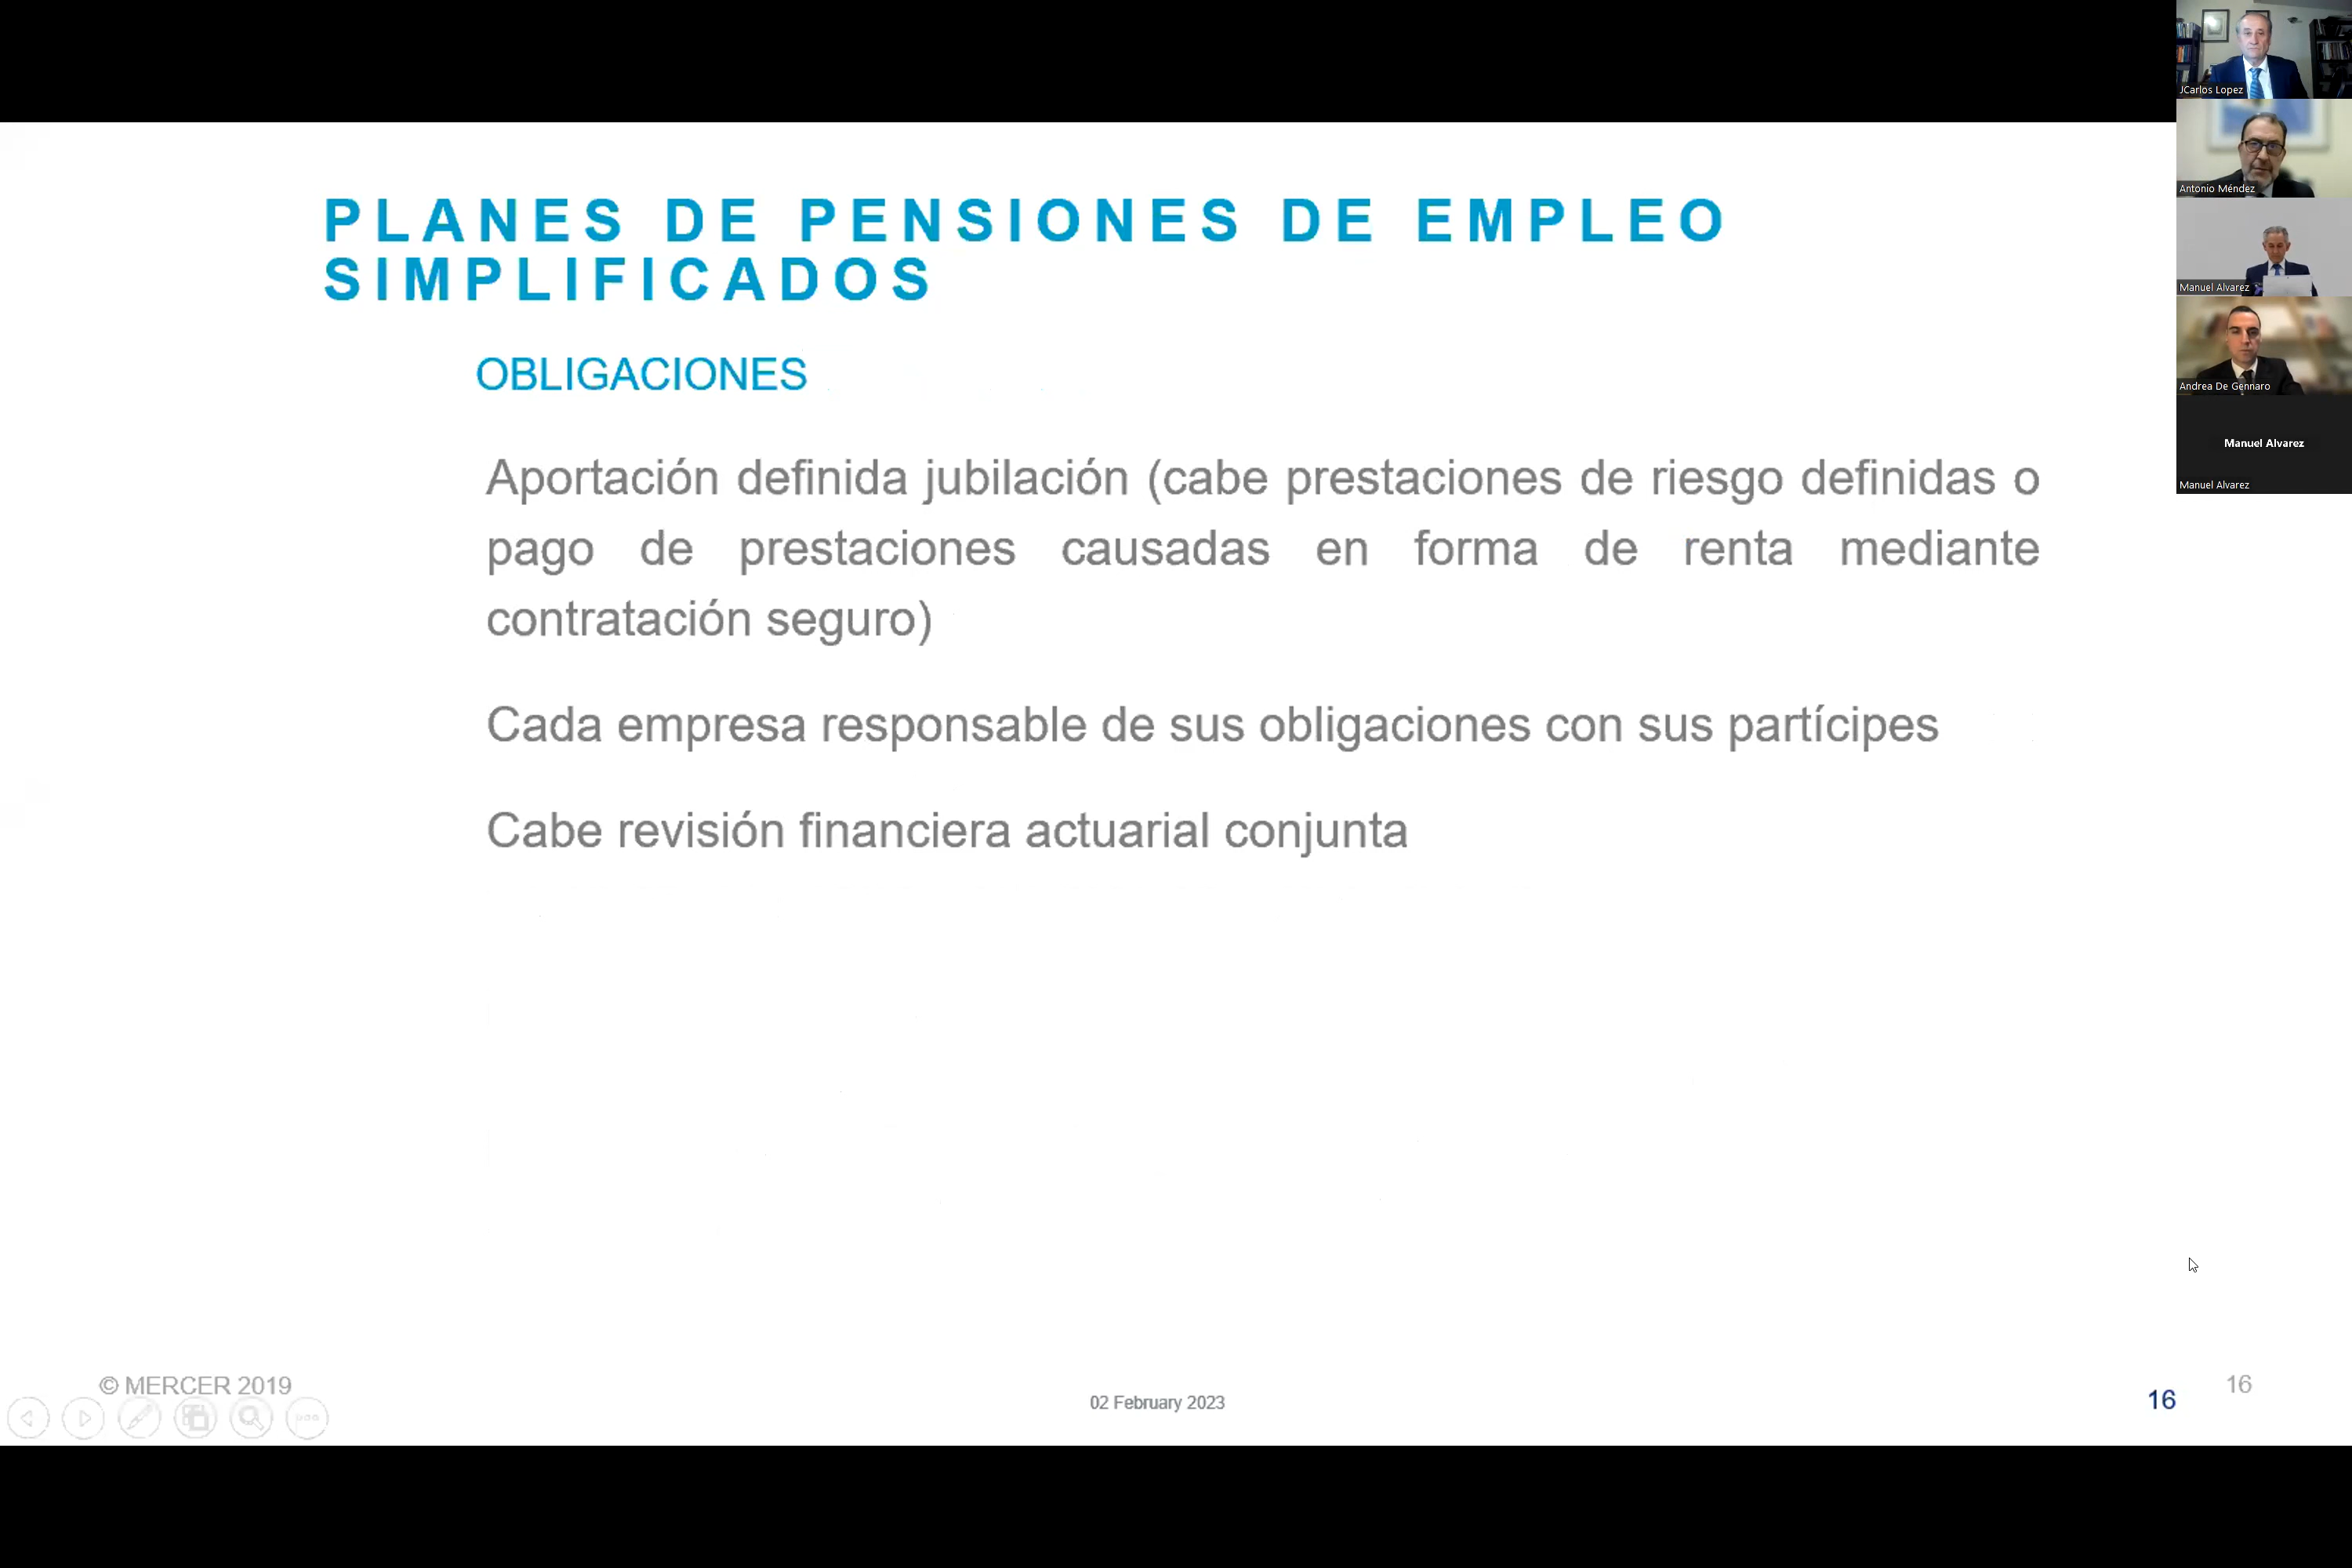 PLANES DE PENSIONES DE EMPLEO
SIMPLIFICADOS
OBLIGACIONES
Aportación definida jubilación (cabe prestaciones de riesgo definidas o
pago de prestaciones causadas en forma de renta mediante
contratación seguro)
Cada empresa responsable de sus obligaciones con sus partícipes
Cabe revisión financiera actuarial conjunta
© MERCER 2019
02 February 2023
16
16
JCarlos Lopez
Antonio Méndez
Manuel Alvarez
Andrea De Gennaro
Manuel Alvarez
Manuel Alvarez